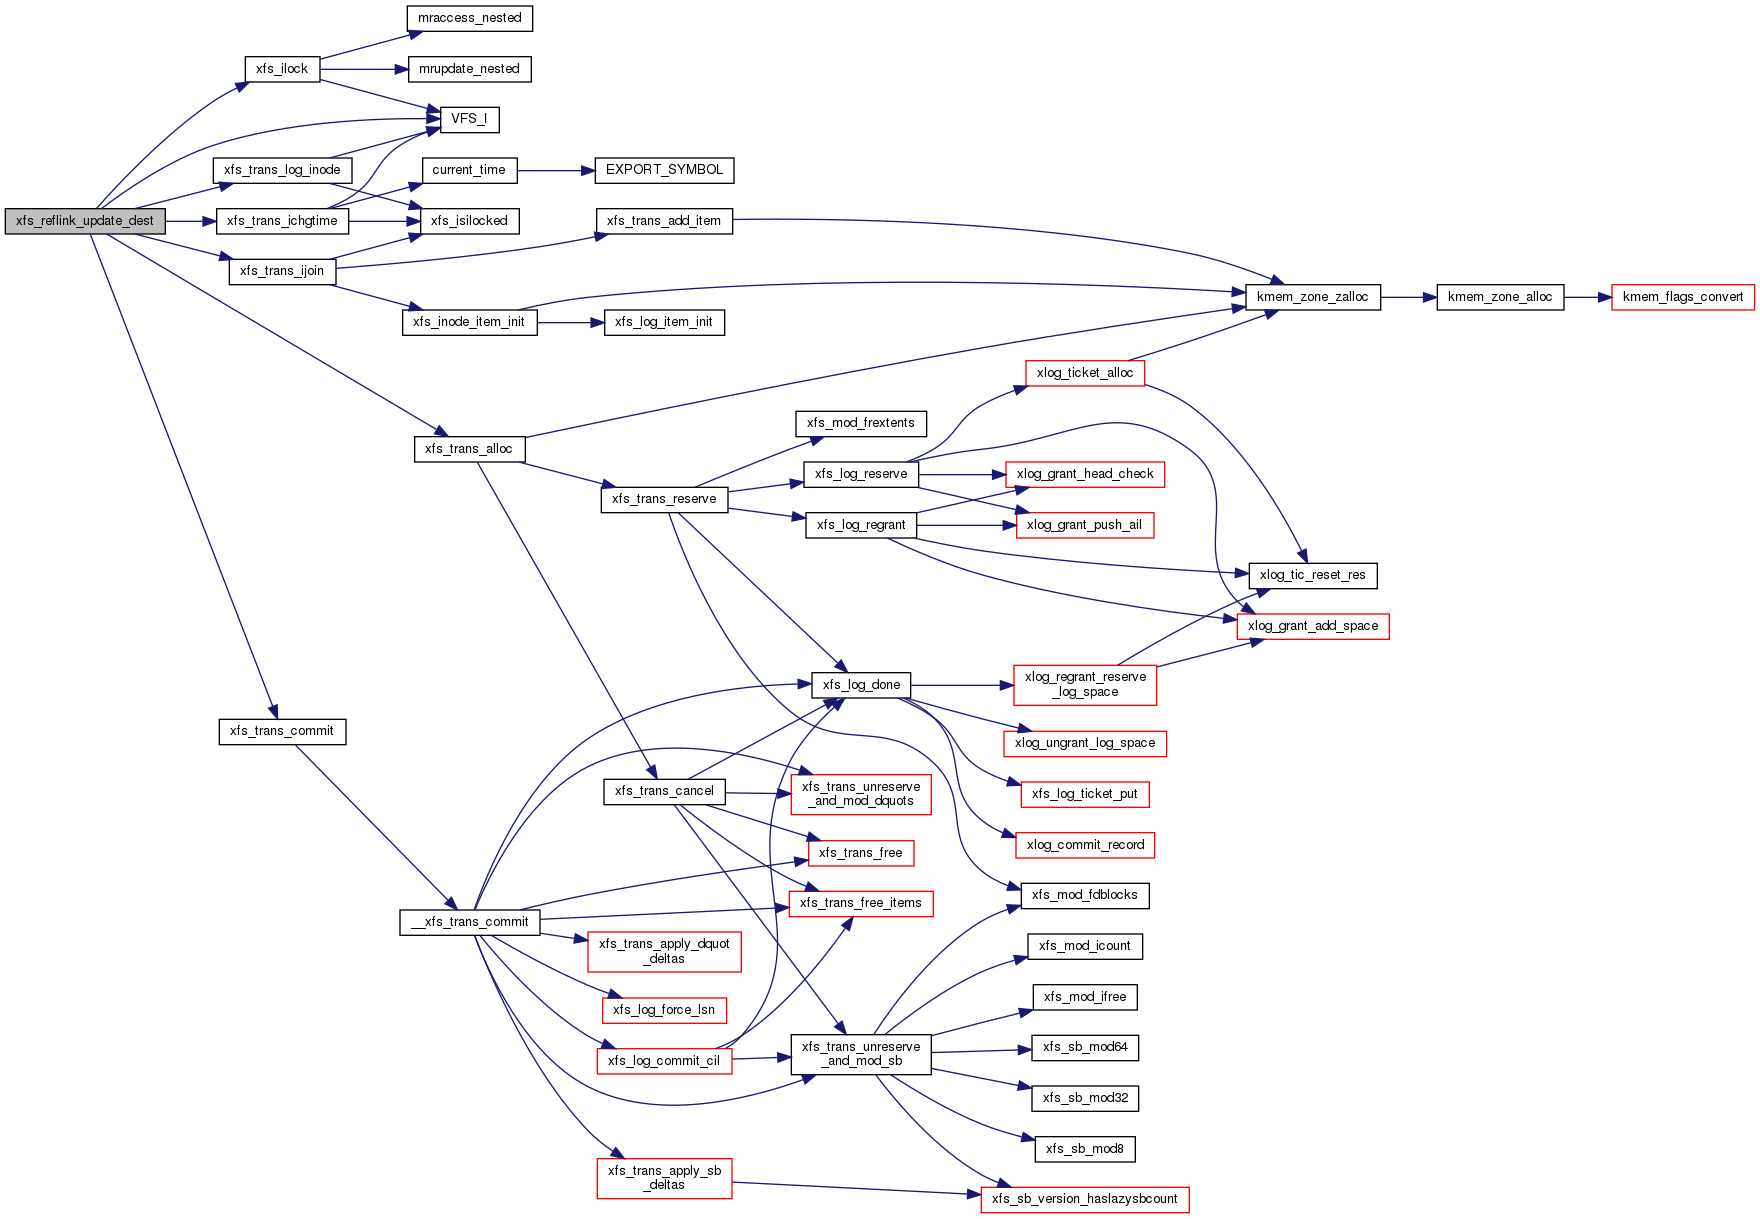 mraccess_nested
xfs_ilock
mrupdate_nested
VFS_I
xfs_trans_log_inode
current_time
EXPORT_SYMBOL
xfs_reflink_update_dest
xfs_trans_ichgtime
xfs_isilocked
xfs_trans_add_item
xfs_trans_ijoin
kmem_zone_zalloc
kmem_zone_alloc
kmem_flags_convert
xfs_inode_item_init
xfs_log_item_init
xlog_ticket_alloc
xfs_mod_frextents
xfs_trans_alloc
xfs_log_reserve
xlog_grant_head_check
xfs_trans_reserve
xfs_log_regrant
xlog_grant_push_ail
xlog_tic_reset_res
xlog_grant_add_space
xfs_log_done
xlog_regrant_reserve
_log_space
xfs_trans_commit
xlog_ungrant_log_space
xfs_trans_cancel
xfs_trans_unreserve
_and_mod_dquots
xfs_log_ticket_put
xlog_commit_record
xfs_trans_free
xfs_mod_fdblocks
xfs_trans_free_items
__xfs_trans_commit
xfs_trans_apply_dquot
_deltas
xfs_mod_icount
xfs_mod_ifree
xfs_log_force_lsn
xfs_log_commit_cil
xfs_trans_unreserve
_and_mod_sb
xfs_sb_mod64
xfs_sb_mod32
xfs_sb_mod8
xfs_trans_apply_sb
_deltas
xfs_sb_version_haslazysbcount